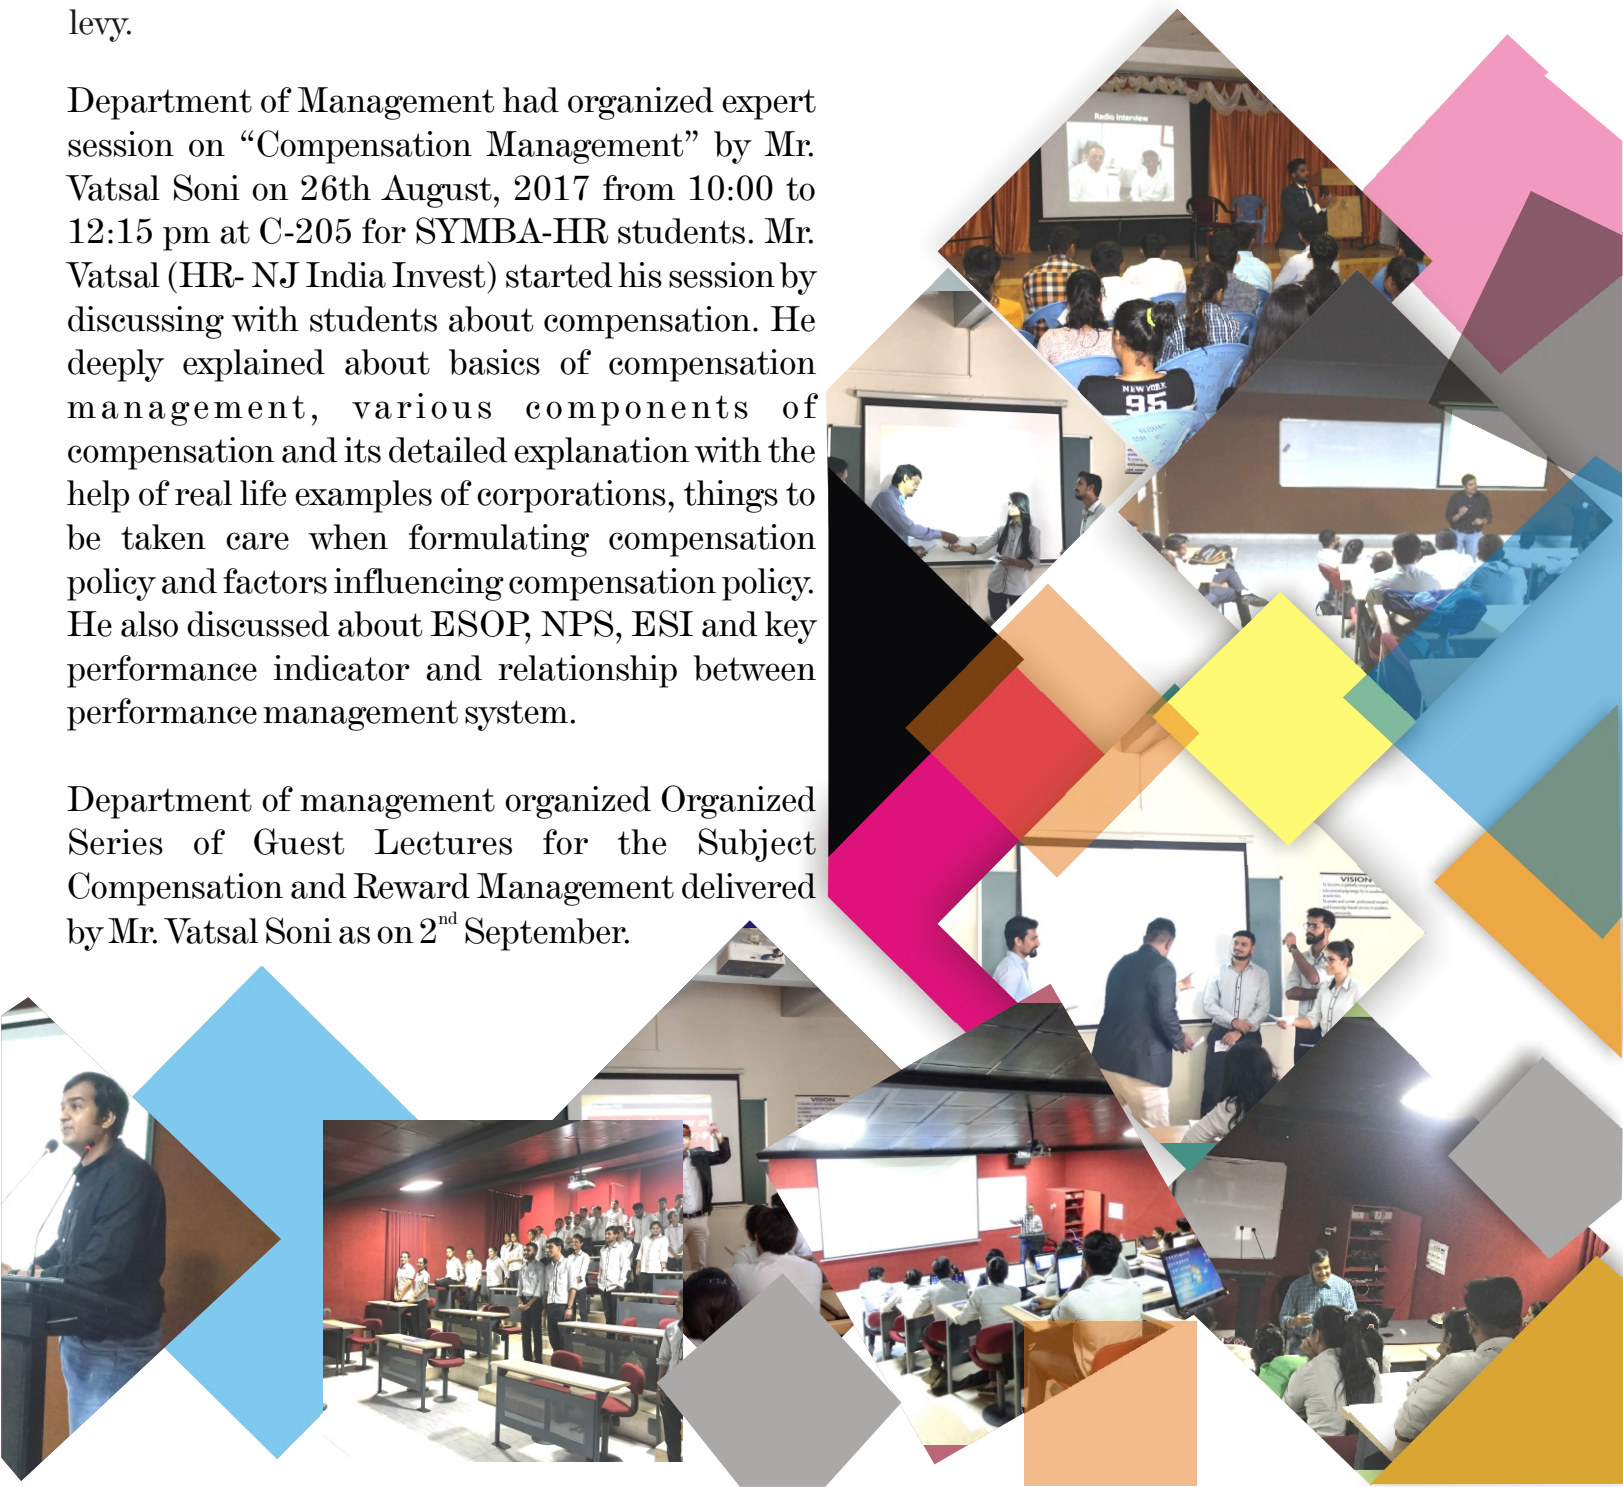 levy.
Department of Management had organized expert
session on “Compensation Management” by Mr.
Vatsal Soni on 26th August, 2017 from 10:00 to
12:15 pm at C-205 for SYMBA-HR students. Mr.
Vatsal (HR- NJ India Invest) started his session by
discussing with students about compensation. He
deeply explained about basics of compensation
management, various components of
compensation and its detailed explanation with the
help of real life examples of corporations, things to
be taken care when formulating compensation
policy and factors influencing compensation policy.
He also discussed about ESOP, NPS, ESI and key
performance indicator and relationship between
performance management system.
Department of management organized Organized
Series of Guest Lectures for the Subject
Compensation and Reward Management delivered
by Mr. Vatsal Soni as on 2nd September.
Radio Interview
NEW YORK
95
VISION
VISION